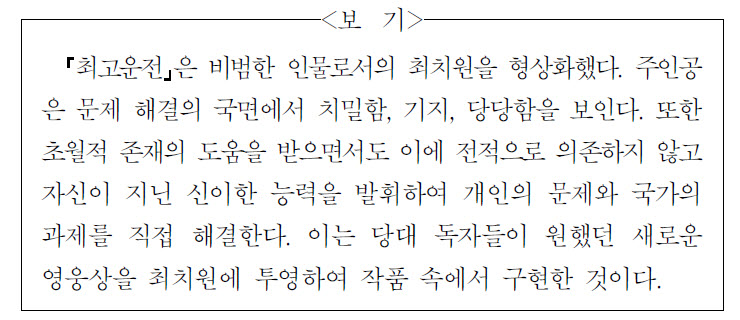 <보 기>
『최고운전』은 비범한 인물로서의 최치원을 형상화했다. 주인공
은 문제 해결의 국면에서 치밀함, 기지, 당당함을 보인다. 또한
초월적 존재의 도움을 받으면서도 이에 전적으로 의존하지 않고
자신이 지닌 신이한 능력을 발휘하여 개인의 문제와 국가의
과제를 직접 해결한다. 이는 당대 독자들이 원했던 새로운
영웅상을 최치원에 투영하여 작품 속에서 구현한 것이다.